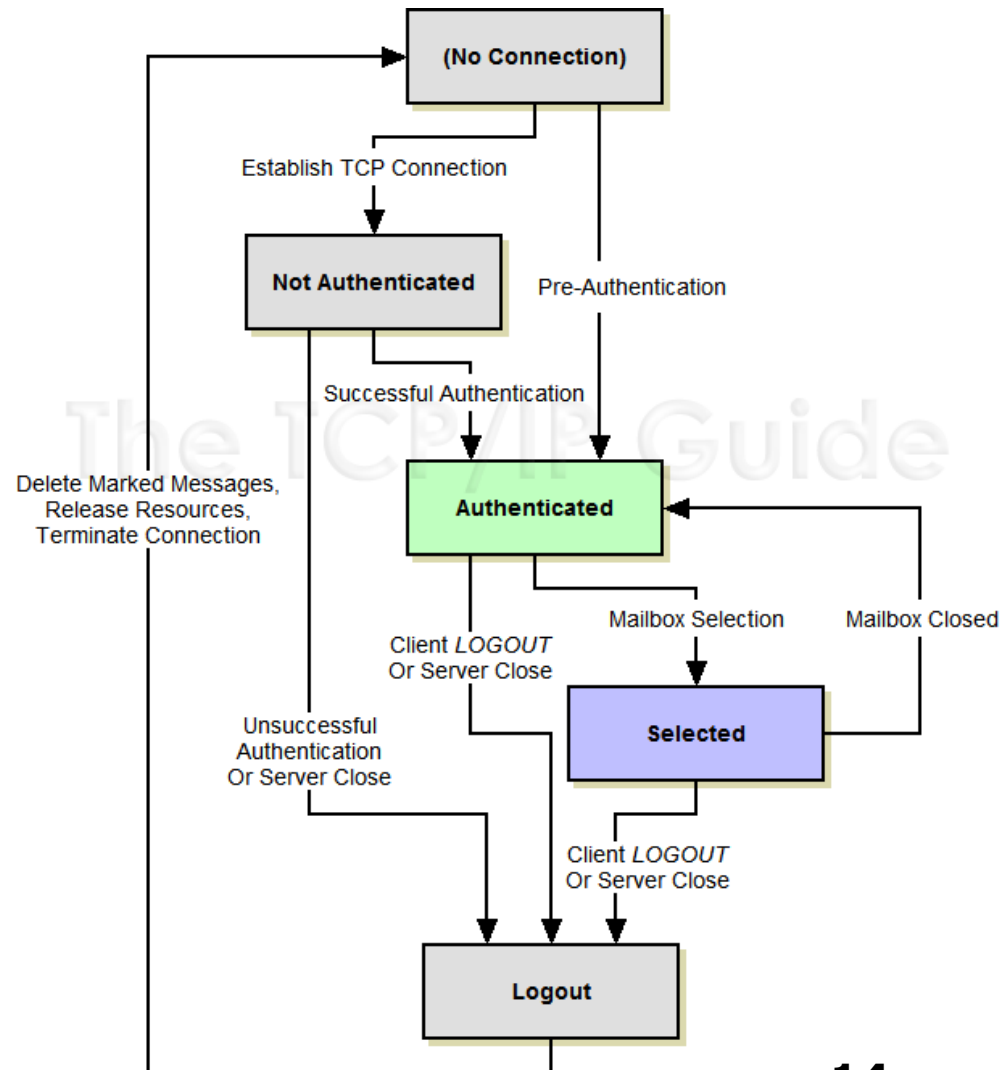 (No Connection)
Establish TCP Connection
Not Authenticated
Pre-Authentication
Successful Authentication
The TCP/IP Guide
Delete Marked Messages,
Release Resources,
Terminate Connection
Authenticated
Mailbox Selection
Mailbox Closed
Client LOGOUT
Or Server Close
Selected
Unsuccessful
Authentication
Or Server Close
Client LOGOUT
Or Server Close
Logout